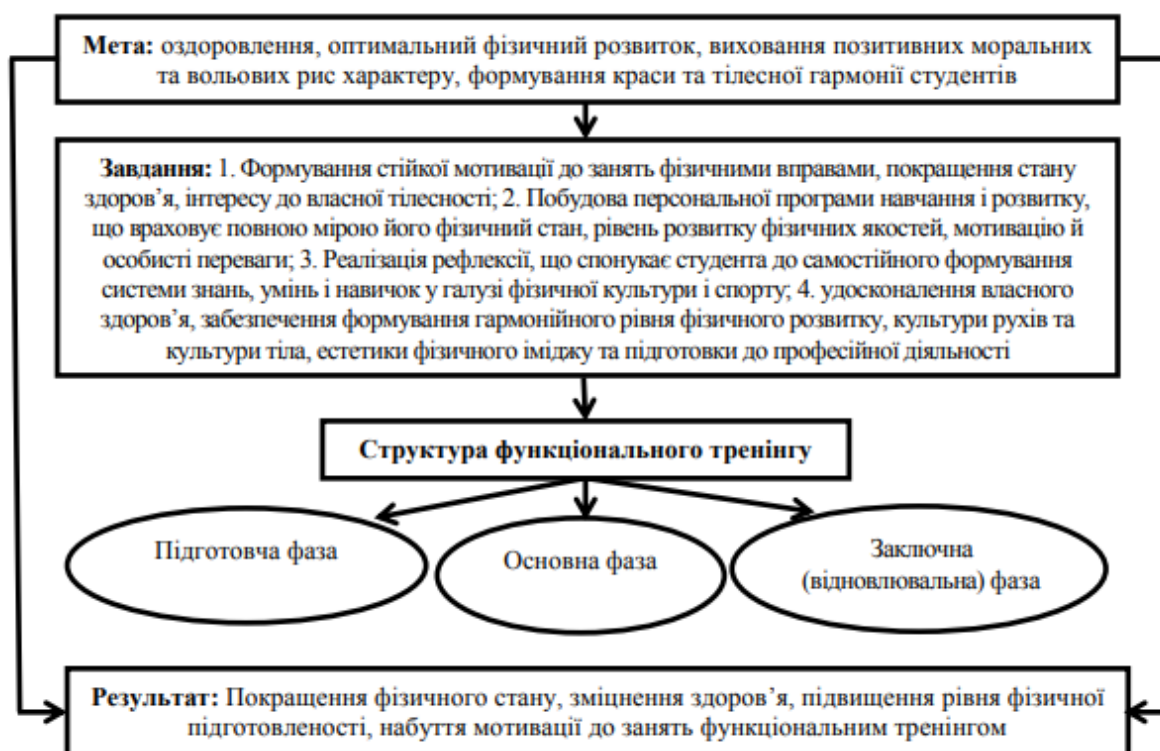 Мета: оздоровлення, оптимальний фізичний розвиток, виховання позитивних моральних
та вольових рис характеру, формування краси та тілесної гармонії студентів
Завдання: 1. Формування стійкої мотивації до занять фізичними вправами, покращення стану
здоров’я, інтересу до власної тілесності; 2. Побудова персональної програми навчання і розвитку,
що враховує повною мірою його фізичний стан, рівень розвитку фізичних якостей, мотивацію й
особисті переваги; 3. Реалізація рефлексії, що спонукає студента до самостійного формування
системи знань, умінь і навичок у галузі фізичної культури і спорту; 4. удосконалення власного
здоров’я, забезпечення формування гармонійного рівня фізичного розвитку, культури рухів та
культури тіла, естетики фізичного іміджу та підготовки до професійної діяльності
Структура функціонального тренінгу
Підготовча фаза
Основна фаза
Заключна
(відновлювальна) фаза
Результат: Покращення фізичного стану, зміцнення здоров’я, підвищення рівня фізичної
підготовленості, набуття мотивації до занять функціональним тренінгом